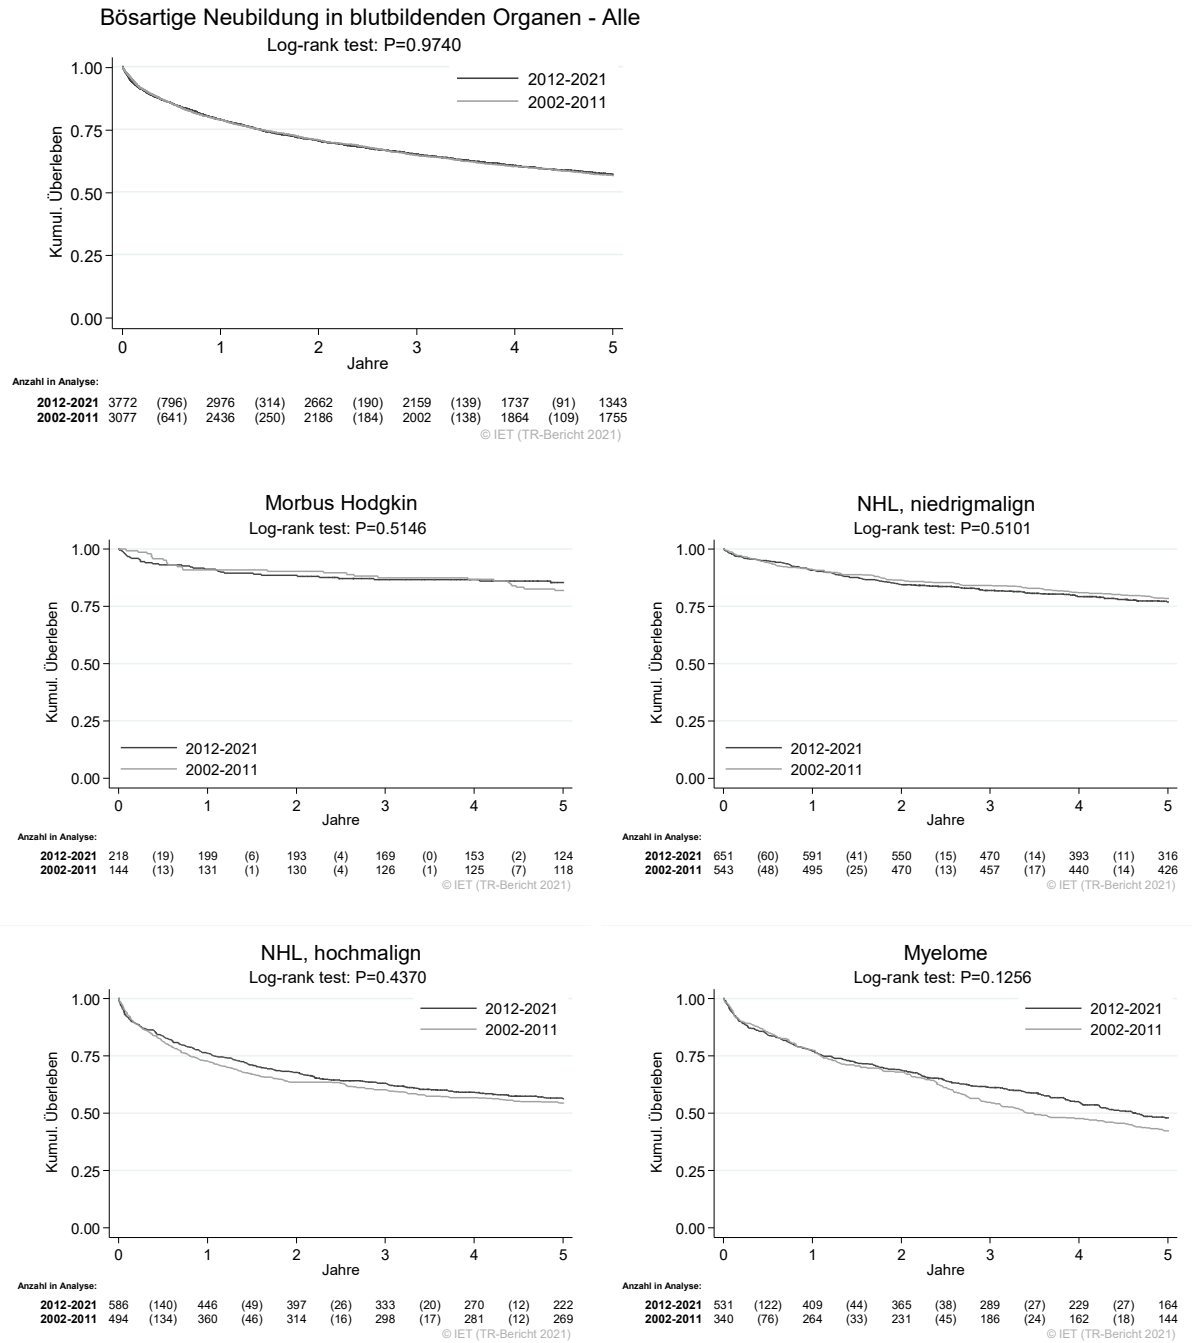 Bösartige Neubildung in blutbildenden Organen - Alle
Log-rank test: P=0.9740
2012-2021
2002-2011
Kumul. Überleben
1.00
0.75
0.50
0.25
0.00
0 1 2 3 4 5
Jahre
Anzahl in Analyse:
2012-2021 3772 (796) 2976 (314) 2662 (190) 2159 (139) 1737 (91) 1343
2002-2011 3077 (641) 2436 (250) 2186 (184) 2002 (138) 1864 (109) 1755
© IET (TR-Bericht 2021)
Morbus Hodgkin
Log-rank test: P=0.5146
Kumul. Überleben
1.00
0.75
0.50
0.25
0.00
2012-2021
2002-2011
0 1 2 3 4 5
Jahre
Anzahl in Analyse:
2012-2021 218 (19) 199 (6) 193 (4) 169 (0) 153 (2) 124
2002-2011 144 (13) 131 (1) 130 (4) 126 (1) 125 (7) 118
© IET (TR-Bericht 2021)
NHL, niedrigmalign
Log-rank test: P=0.5101
Kumul. Überleben
1.00
0.75
0.50
0.25
0.00
2012-2021
2002-2011
0 1 2 3 4 5
Jahre
Anzahl in Analyse:
2012-2021 651 (60) 591 (41) 550 (15) 470 (14) 393 (11) 316
2002-2011 543 (48) 495 (25) 470 (13) 457 (17) 440 (14) 426
© IET (TR-Bericht 2021)
NHL, hochmalign
Log-rank test: P=0.4370
2012-2021
2002-2011
Kumul. Überleben
1.00
0.75
0.50
0.25
0.00
0 1 2 3 4 5
Jahre
Anzahl in Analyse:
2012-2021 586 (140) 446 (49) 397 (26) 333 (20) 270 (12) 222
2002-2011 494 (134) 360 (46) 314 (16) 298 (17) 281 (12) 269
© IET (TR-Bericht 2021)
Myelome
Log-rank test: P=0.1256
2012-2021
2002-2011
Kumul. Überleben
1.00
0.75
0.50
0.25
0.00
0 1 2 3 4 5
Jahre
Anzahl in Analyse:
2012-2021 531 (122) 409 (44) 365 (38) 289 (27) 229 (27) 164
2002-2011 340 (76) 264 (33) 231 (45) 186 (24) 162 (18) 144
© IET (TR-Bericht 2021)